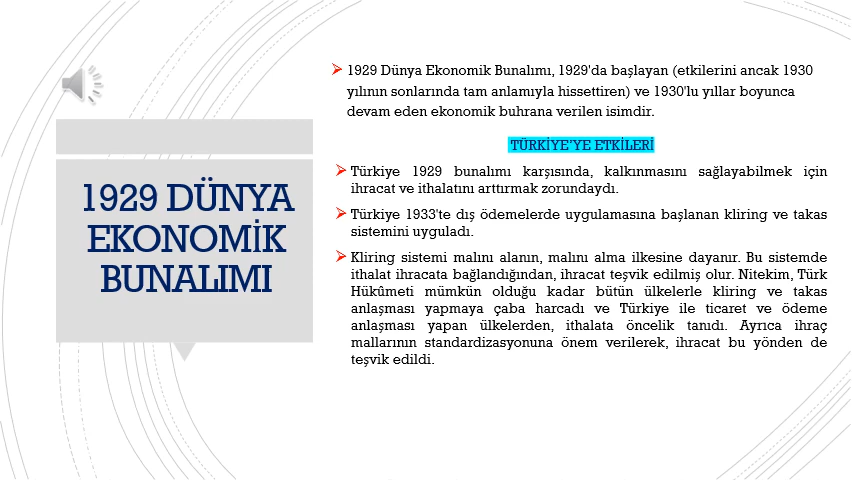 1929 DÜNYA
EKONOMİK
BUNALIMI
1929 Dünya Ekonomik Bunalımı, 1929'da başlayan (etkilerini ancak 1930
yılının sonlarında tam anlamıyla hissettiren) ve 1930'lu yıllar boyunca
devam eden ekonomik buhrana verilen isimdir.
TÜRKİYE'YE ETKİLERİ
Türkiye 1929 bunalımı karşısında, kalkınmasını sağlayabilmek için
ihracat ve ithalatını arttırmak zorundaydı.
Türkiye 1933'te dış ödemelerde uygulamasına başlanan kliring ve takas
sistemini uyguladı.
Kliring sistemi malını alanın, malını alma ilkesine dayanır. Bu sistemde
ithalat ihracata bağlandığından, ihracat teşvik edilmiş olur. Nitekim, Türk
Hükûmeti mümkün olduğu kadar bütün ülkelerle kliring ve takas
anlaşması yapmaya çaba harcadı ve Türkiye ile ticaret ve ödeme
anlaşması yapan ülkelerden, ithalata öncelik tanıdı. Ayrıca ihraç
mallarının standardizasyonuna önem verilerek, ihracat bu yönden de
teşvik edildi.